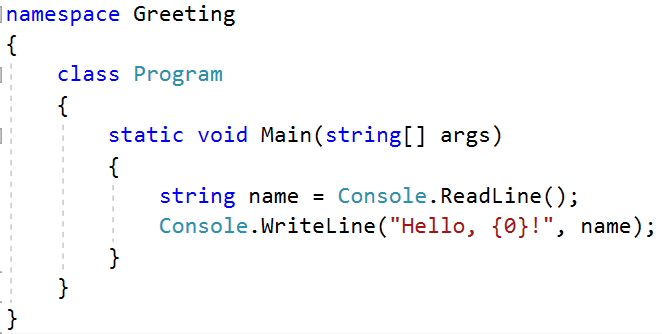 namespace Greeting
{
    class Program
    {
        static void Main(string[] args)
        {
            string name = Console.ReadLine();
            Console.WriteLine("Hello, {0}!", name);
        }
    }
}